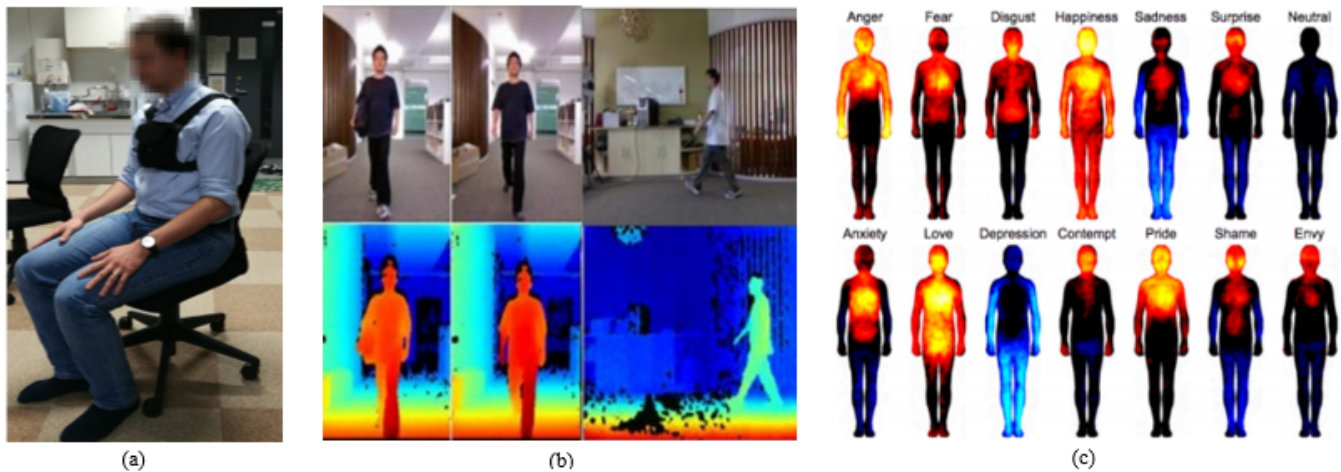 Anger Fear Disgust Happiness Sadness Surprise Neutral
Anxiety Love Depression Contempt Pride Shame Envy
(a) (b) (c)